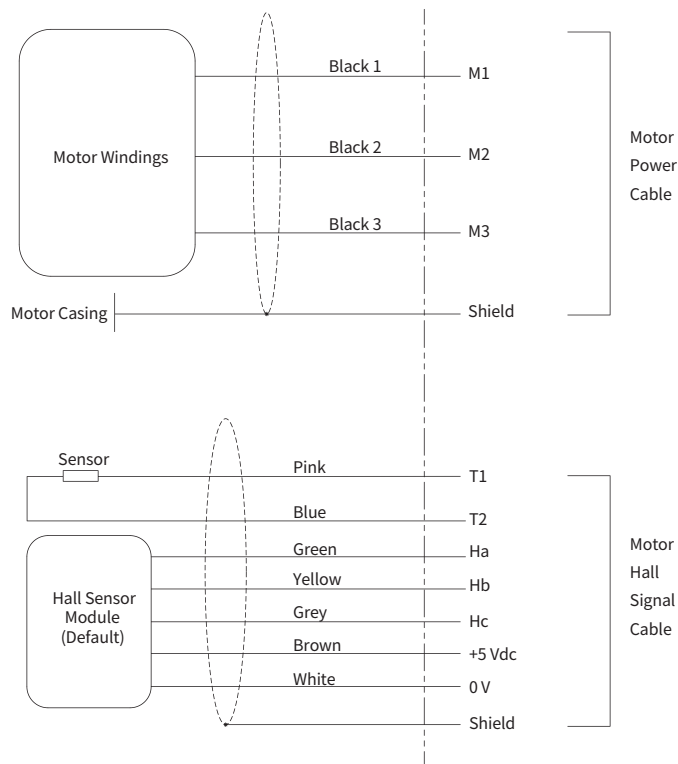 Black 1
M1
Motor Windings
Black 2
M2
Black 3
M3
Motor Casing
Shield
Motor
Power
Cable
Sensor
Pink
T1
Blue
T2
Green
Ha
Yellow
Hb
Hall Sensor
Module
(Default)
Grey
Hc
Brown
+5 Vdc
White
0 V
Shield
Motor
Hall
Signal
Cable